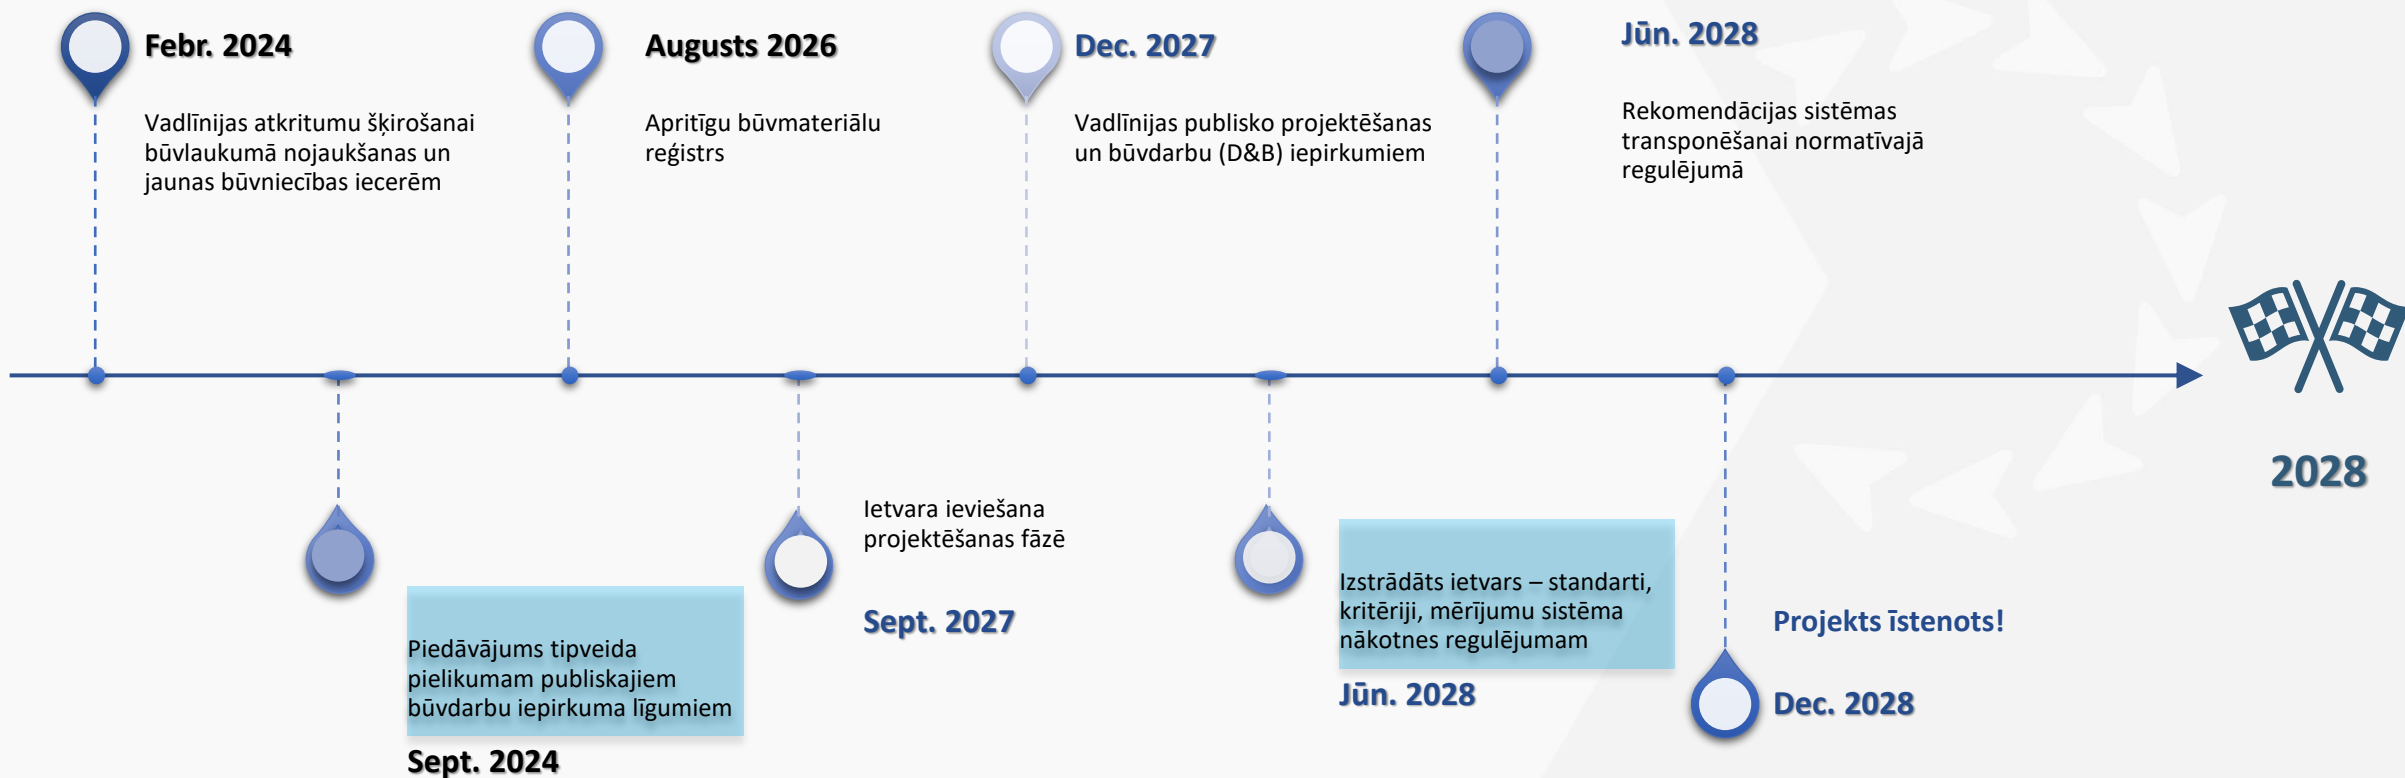 Febr. 2024
Vadlīnijas atkritumu šķirošanai
būvlaukumā nojaukšanas un
jaunas būvniecības iecerēm
Augusts 2026
Apritīgu būvmateriālu
reģistrs
Dec. 2027
Vadlīnijas publisko projektēšanas
un būvdarbu (D&B) iepirkumiem
Jūn. 2028
Rekomendācijas sistēmas
transponēšanai normatīvajā
regulējumā
2028
Piedāvājums tipveida
pielikumam publiskajiem
būvdarbu iepirkuma līgumiem
Sept. 2024
Ietvara ieviešana
projektēšanas fāzē
Sept. 2027
Izstrādāts ietvars – standarti,
kritēriji, mērījumu sistēma
nākotnes regulējumam
Jūn. 2028
Projekts īstenots!
Dec. 2028